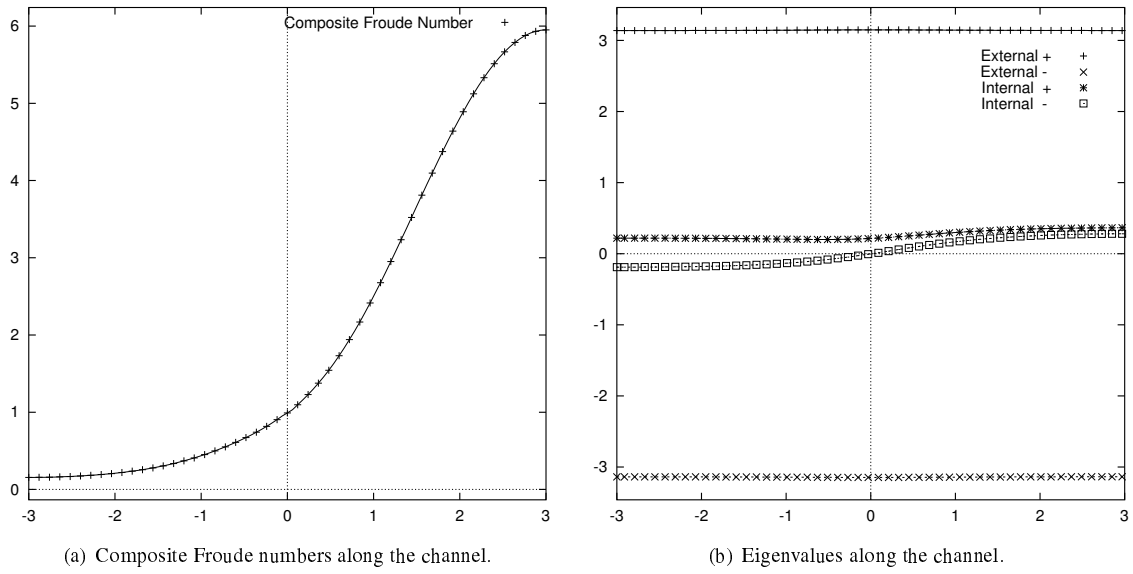 Composite Froude Number
6
5
4
3
2
1
0
-3 -2 -1 0 1 2 3
(a) Composite Froude numbers along the channel.
External +
External -
Internal +
Internal -
3
2
1
0
-1
-2
-3
-3 -2 -1 0 1 2 3
(b) Eigenvalues along the channel.